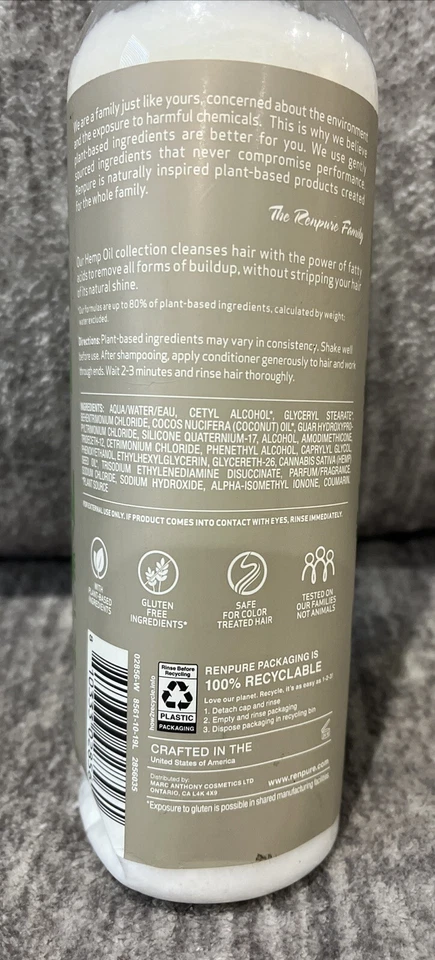 We are a family just like yours, concerned about the environment
and the exposure to harmful chemicals. This is why we believe
plant-based ingredients are better for you. We use gently
sourced ingredients that never compromise performance.
Renpure is naturally inspired plant-based products created
for the whole family.
The Renpure Family
Our Hemp Oil collection cleanses hair with the power of fatty
acids to remove all forms of buildup, without stripping your hair
of its natural shine.
*Our formulas are up to 80% of plant-based ingredients, calculated by weight;
water excluded.
Directions: Plant-based ingredients may vary in consistency. Shake well
before use. After shampooing, apply conditioner generously to hair and work
through ends. Wait 2-3 minutes and rinse hair thoroughly.
INGREDIENTS: AQUA/WATER/EAU, CETYL ALCOHOL*, GLYCERYL STEARATE*,
BEHENTRIMONIUM CHLORIDE, COCOS NUCIFERA (COCONUT) OIL*, GUAR HYDROXYPRO-
PYLTRIMONIUM CHLORIDE, SILICONE QUATERNIUM-17, ALCOHOL, AMODIMETHICONE,
TRIDECETH-12, CETRIMONIUM CHLORIDE, PHENETHYL ALCOHOL, CAPRYLYL GLYCOL,
PHENOXYETHANOL, ETHYLHEXYLGLYCERIN, GLYCERETH-26, CANNABIS SATIVA (HEMP)
SEED OIL*, TRISODIUM ETHYLENEDIAMINE DISUCCINATE, PARFUM/FRAGRANCE,
SODIUM CHLORIDE, SODIUM HYDROXIDE, ALPHA-ISOMETHYL IONONE, COUMARIN.
*PLANT SOURCE
FOR EXTERNAL USE ONLY. IF PRODUCT COMES INTO CONTACT WITH EYES, RINSE IMMEDIATELY.
WITH
PLANT-BASED
INGREDIENTS
GLUTEN
FREE
INGREDIENTS*
SAFE
FOR COLOR
TREATED HAIR
TESTED ON
OUR FAMILIES
NOT ANIMALS
02856-VV 8561-10-19L 2856035
how2recycle.info
Rinse Before
Recycling
PLASTIC
PACKAGING
RENPURE PACKAGING IS
100% RECYCLABLE
Love our planet. Recycle, it's as easy as 1-2-3!
1. Detach cap and rinse
2. Empty and rinse packaging
3. Dispose packaging in recycling bin
CRAFTED IN THE
United States of America
Distributed by:
MARC ANTHONY COSMETICS LTD
ONTARIO, CA L4K 4X9
www.renpure.com
*Exposure to gluten is possible in shared manufacturing facilities